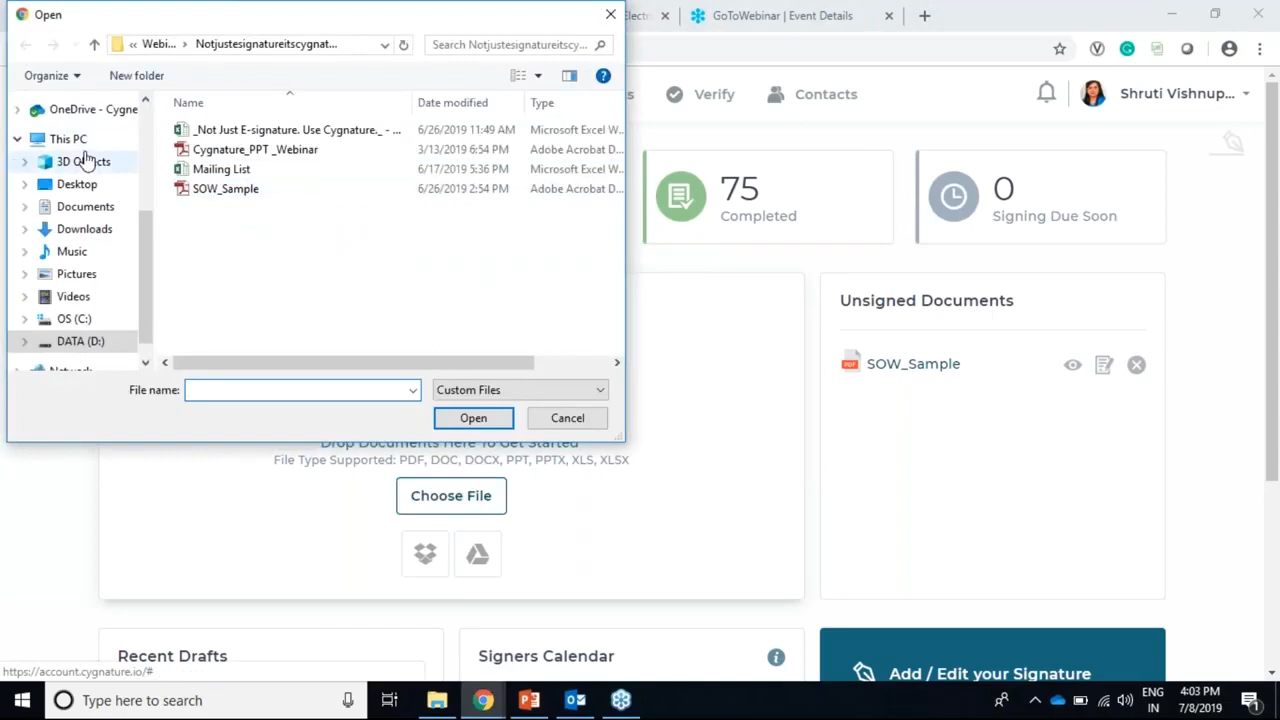 Open
Electr
GoToWebinar | Event Details
Webi...
Notjustesignatureitscygnat...
Search Notjustesignatureitscy...
Organize
New folder
OneDrive - Cygne
This PC
3D Objects
Desktop
Documents
Downloads
Music
Pictures
Videos
OS (C:)
DATA (D:)
Name
Date modified
Type
_Not Just E-signature. Use Cygnature._ - ...
6/26/2019 11:49 AM
Microsoft Excel W...
Cygnature_PPT _Webinar
3/13/2019 6:54 PM
Adobe Acrobat D...
Mailing List
6/17/2019 5:36 PM
Microsoft Excel W...
SOW_Sample
6/26/2019 2:54 PM
Adobe Acrobat D...
File name:
Custom Files
Open
Cancel
s
Verify
Contacts
Shruti Vishnup...
75
Completed
0
Signing Due Soon
Unsigned Documents
PDF
SOW_Sample
Drop Documents Here To Get Started
File Type Supported: PDF, DOC, DOCX, PPT, PPTX, XLS, XLSX
Choose File
Recent Drafts
Signers Calendar
Add / Edit your Signature
https://account.cygnature.io/#
Type here to search
ENG
IN
4:03 PM
7/8/2019
1